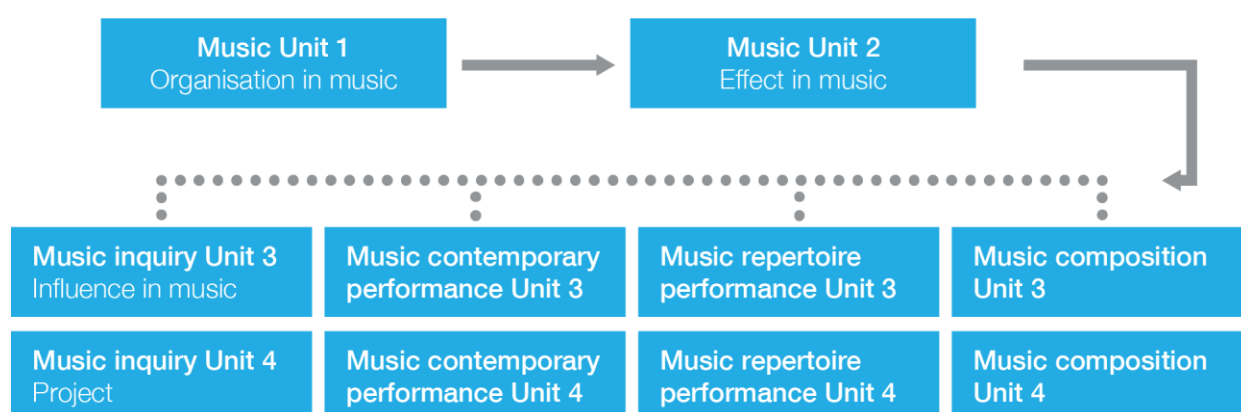 Music Unit 1
Organisation in music
Music Unit 2
Effect in music
Music inquiry Unit 3
Influence in music
Music contemporary
performance Unit 3
Music repertoire
performance Unit 3
Music composition
Unit 3
Music inquiry Unit 4
Project
Music contemporary
performance Unit 4
Music repertoire
performance Unit 4
Music composition
Unit 4